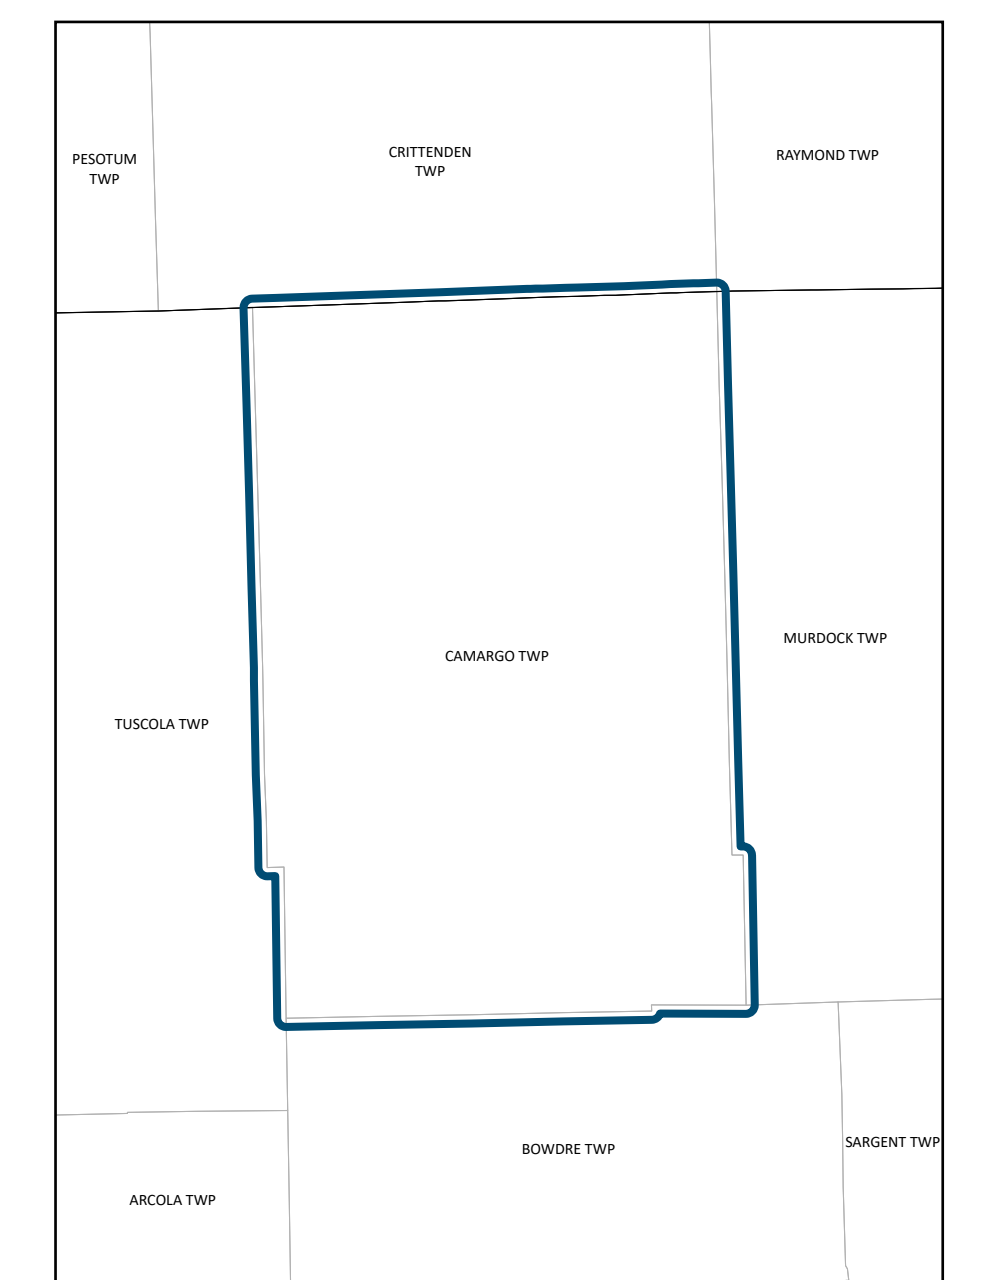 PESOTUM
TWP
CRITTENDEN
TWP
RAYMOND TWP
CAMARGO TWP
MURDOCK TWP
TUSCOLA TWP
BOWDRE TWP
SARGENT TWP
ARCOLA TWP